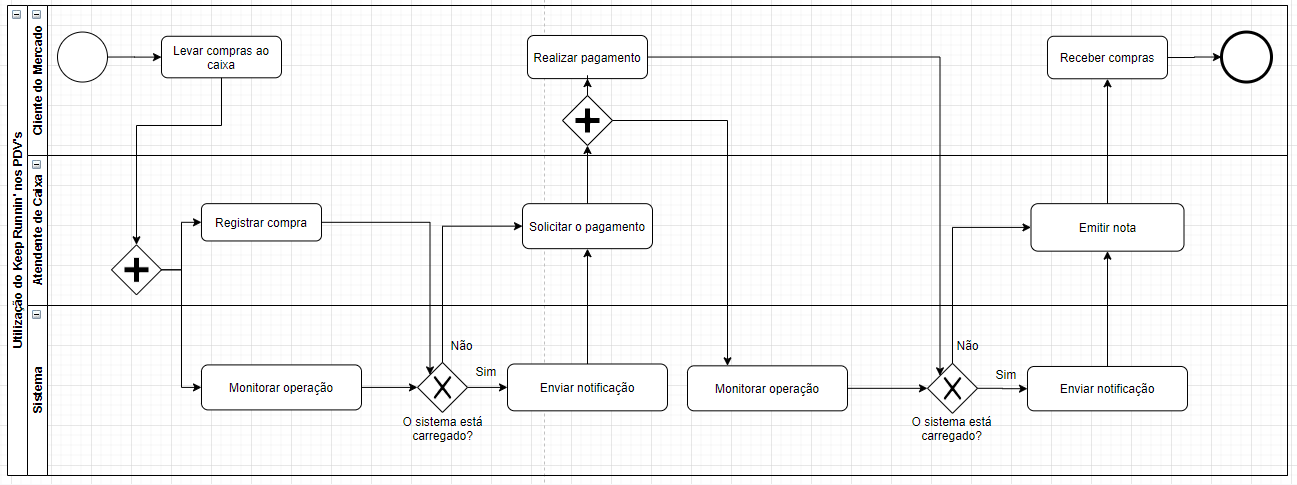 Utilização do Keep Runnin' nos PDV's
Cliente do Mercado
Levar compras ao
caixa
Realizar pagamento
Receber compras
Atendente de Caixa
Registrar compra
Solicitar o pagamento
Emitir nota
Sistema
Monitorar operação
Não
Sim
O sistema está
carregado?
Enviar notificação
Monitorar operação
Não
Sim
O sistema está
carregado?
Enviar notificação